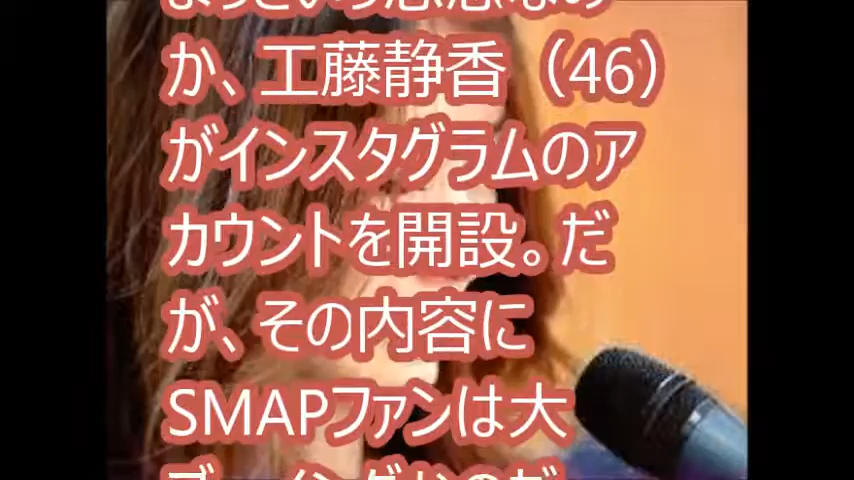 か、工藤静香（46）
がインスタグラムのア
カウントを開設。だ
が、その内容に
SMAPファンは大